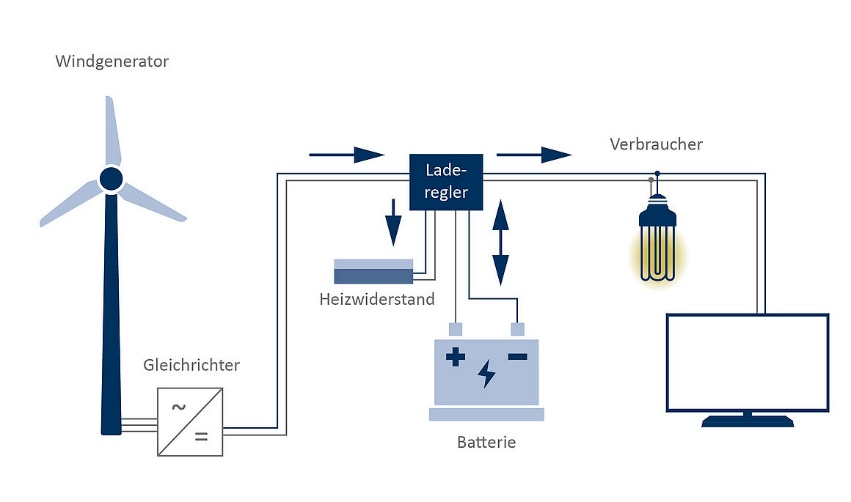 Windgenerator
Verbraucher
Lade-
regler
Heizwiderstand
Gleichrichter
~
=
+ −
Batterie